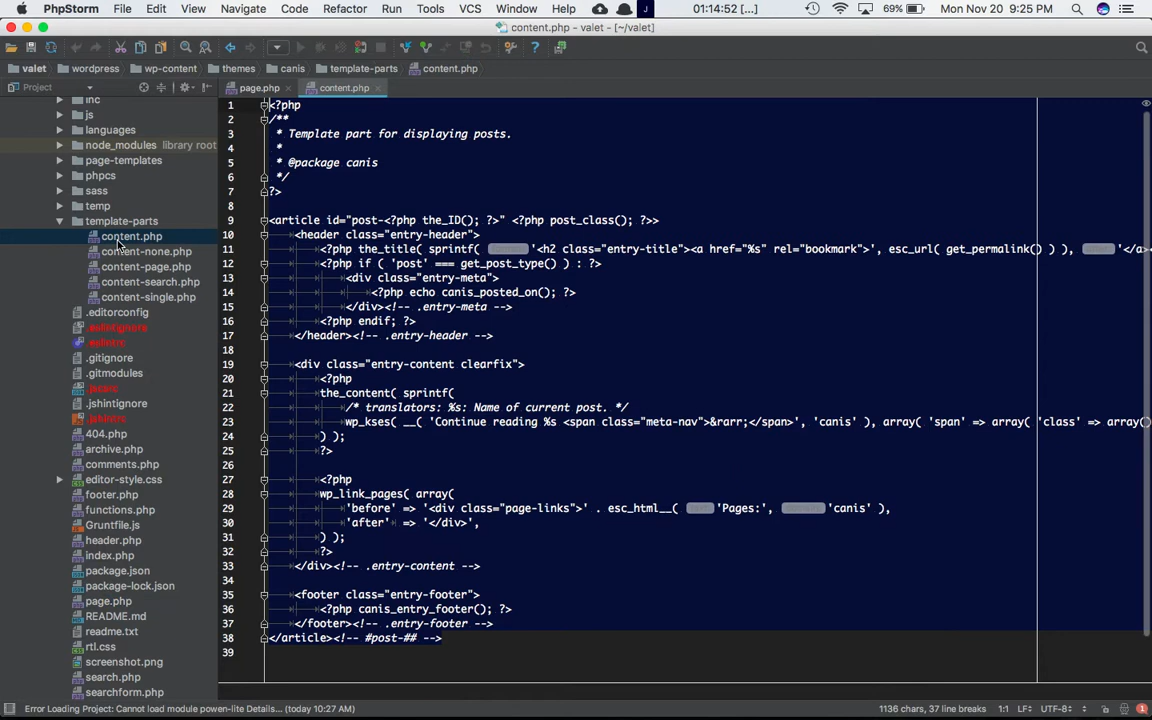 PhpStorm File Edit View Navigate Code Refactor Run Tools VCS Window Help 01:14:52 [...] 69% Mon Nov 20 9:25 PM
content.php – valet [~/valet]
valet wordpress wp-content themes canis template-parts content.php
Project page.php content.php
inc
js
languages
node_modules library root
page-templates
phpcs
sass
temp
template-parts
content.php
content-none.php
content-page.php
content-search.php
content-single.php
.editorconfig
.eslintignore
.eslintrc
.gitignore
.gitmodules
.jscsrc
.jshintignore
.jshintrc
404.php
archive.php
comments.php
editor-style.css
footer.php
functions.php
Gruntfile.js
header.php
index.php
package.json
package-lock.json
page.php
README.md
readme.txt
rtl.css
screenshot.png
search.php
searchform.php
1 <?php
2 /**
3 * Template part for displaying posts.
4 *
5 * @package canis
6 */
7 ?>
8
9 <article id="post-<?php the_ID(); ?>" <?php post_class(); ?>>
10 <header class="entry-header">
11 <?php the_title( sprintf( '<h2 class="entry-title"><a href="%s" rel="bookmark">', esc_url( get_permalink() ) ), '</a>
12 <?php if ( 'post' === get_post_type() ) : ?>
13 <div class="entry-meta">
14 <?php echo canis_posted_on(); ?>
15 </div><!-- .entry-meta -->
16 <?php endif; ?>
17 </header><!-- .entry-header -->
18
19 <div class="entry-content clearfix">
20 <?php
21 the_content( sprintf(
22 /* translators: %s: Name of current post. */
23 wp_kses( __( 'Continue reading %s <span class="meta-nav">&rarr;</span>', 'canis' ), array( 'span' => array( 'class' => array()
24 ) );
25 ?>
26
27 <?php
28 wp_link_pages( array(
29 'before' => '<div class="page-links">' . esc_html__( 'Pages:', 'canis' ),
30 'after' => '</div>',
31 ) );
32 ?>
33 </div><!-- .entry-content -->
34
35 <footer class="entry-footer">
36 <?php canis_entry_footer(); ?>
37 </footer><!-- .entry-footer -->
38 </article><!-- #post-## -->
39
Error Loading Project: Cannot load module powen-lite Details... (today 10:27 AM) 1136 chars, 37 line breaks 1:1 LF UTF-8 1